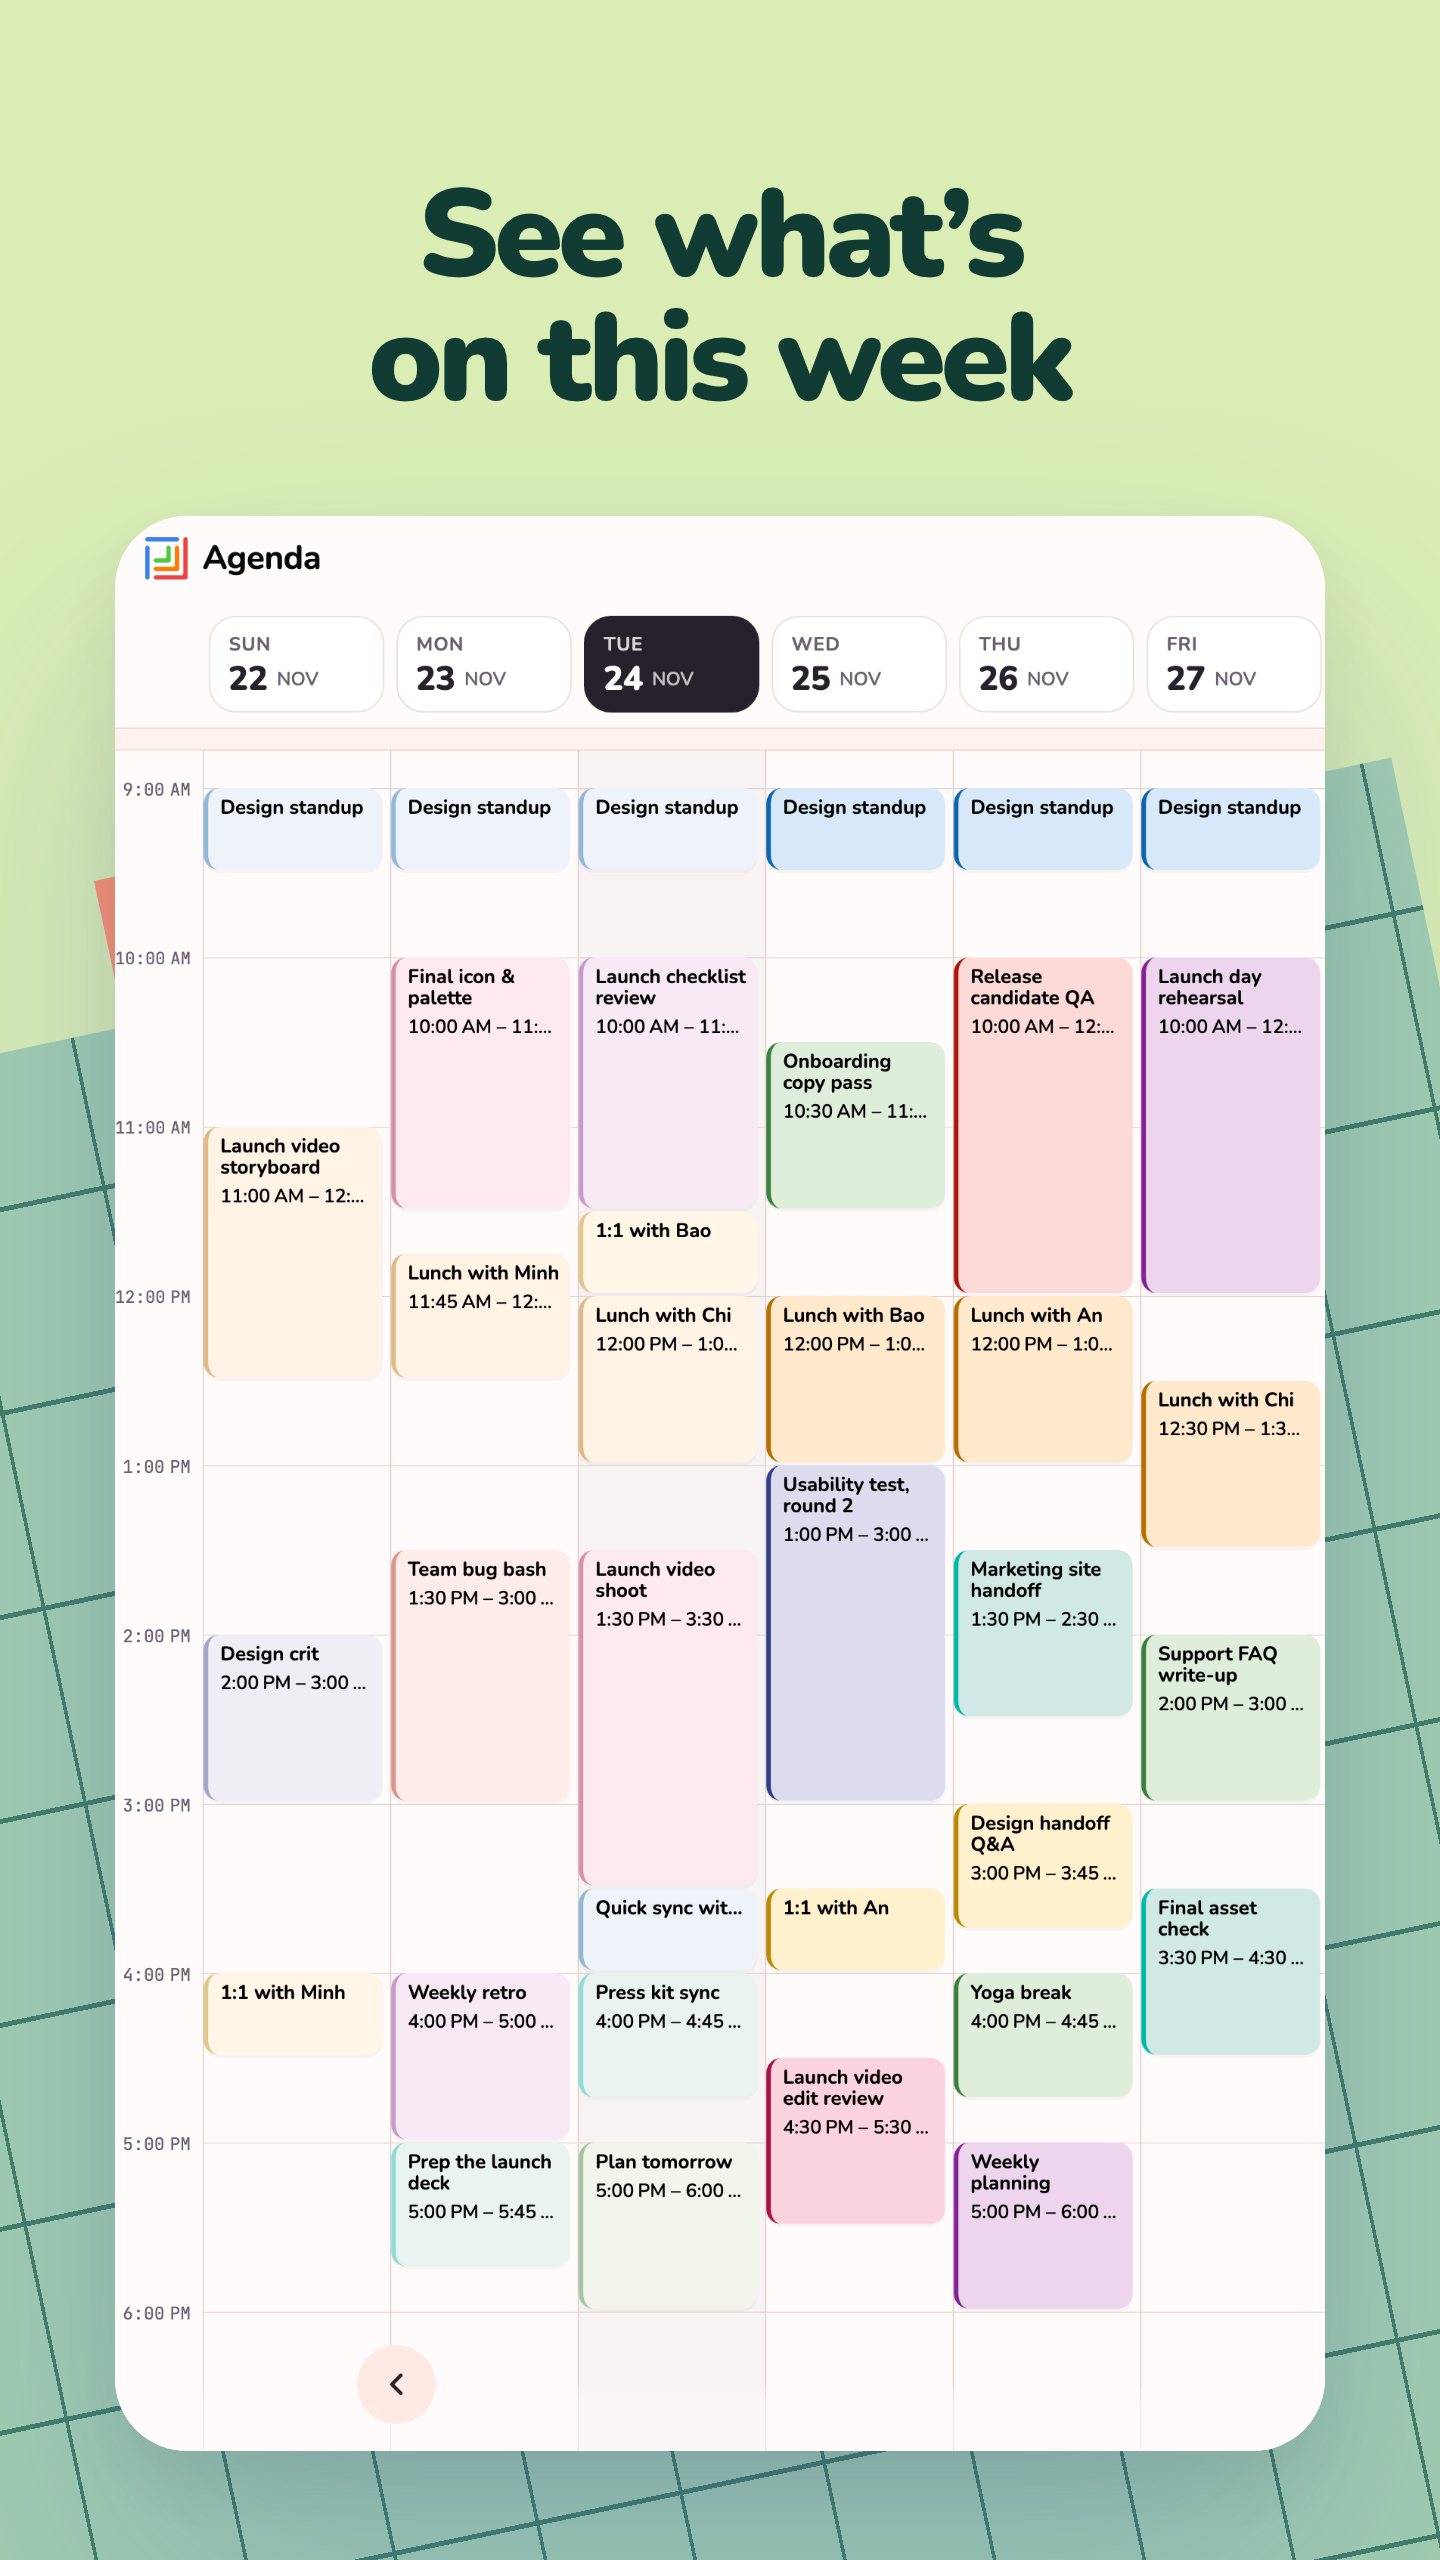 See what’s
on this week
Agenda
SUN
22 NOV
MON
23 NOV
TUE
24 NOV
WED
25 NOV
THU
26 NOV
FRI
27 NOV
9:00 AM
10:00 AM
11:00 AM
12:00 PM
1:00 PM
2:00 PM
3:00 PM
4:00 PM
5:00 PM
6:00 PM
Design standup
Launch video
storyboard
11:00 AM – 12:...
Design crit
2:00 PM – 3:00 ...
1:1 with Minh
Design standup
Final icon &
palette
10:00 AM – 11:...
Lunch with Minh
11:45 AM – 12:...
Team bug bash
1:30 PM – 3:00 ...
Weekly retro
4:00 PM – 5:00 ...
Prep the launch
deck
5:00 PM – 5:45 ...
Design standup
Launch checklist
review
10:00 AM – 11:...
1:1 with Bao
Lunch with Chi
12:00 PM – 1:0...
Launch video
shoot
1:30 PM – 3:30 ...
Quick sync wit...
Press kit sync
4:00 PM – 4:45 ...
Plan tomorrow
5:00 PM – 6:00 ...
Design standup
Onboarding
copy pass
10:30 AM – 11:...
Lunch with Bao
12:00 PM – 1:0...
Usability test,
round 2
1:00 PM – 3:00 ...
1:1 with An
Launch video
edit review
4:30 PM – 5:30 ...
Design standup
Release
candidate QA
10:00 AM – 12:...
Lunch with An
12:00 PM – 1:0...
Marketing site
handoff
1:30 PM – 2:30 ...
Design handoff
Q&A
3:00 PM – 3:45 ...
Yoga break
4:00 PM – 4:45 ...
Weekly
planning
5:00 PM – 6:00 ...
Design standup
Launch day
rehearsal
10:00 AM – 12:...
Lunch with Chi
12:30 PM – 1:3...
Support FAQ
write-up
2:00 PM – 3:00 ...
Final asset
check
3:30 PM – 4:30 ...